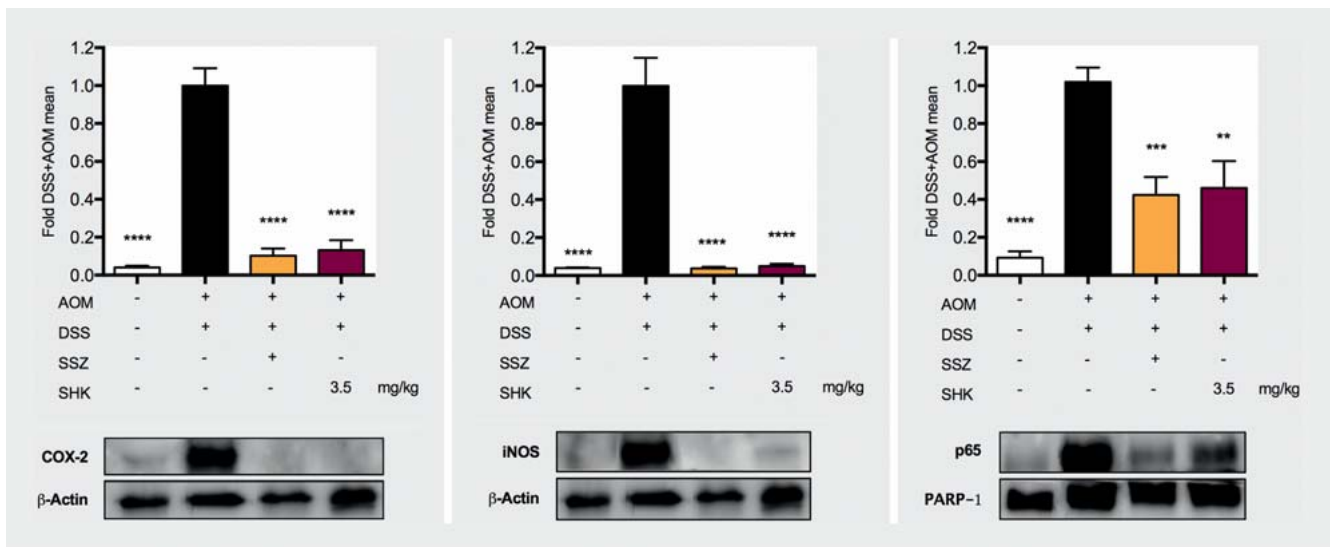 Fold DSS+AOM mean
1.2
1.0
0.8
0.6
0.4
0.2
0.0
****
****
****
AOM - + + +
DSS - + + +
SSZ - - + -
SHK - - - 3.5 mg/kg
COX-2
β-Actin
Fold DSS+AOM mean
1.2
1.0
0.8
0.6
0.4
0.2
0.0
****
****
****
AOM - + + +
DSS - + + +
SSZ - - + -
SHK - - - 3.5 mg/kg
iNOS
β-Actin
Fold DSS+AOM mean
1.2
1.0
0.8
0.6
0.4
0.2
0.0
****
***
**
AOM - + + +
DSS - + + +
SSZ - - + -
SHK - - - 3.5 mg/kg
p65
PARP-1